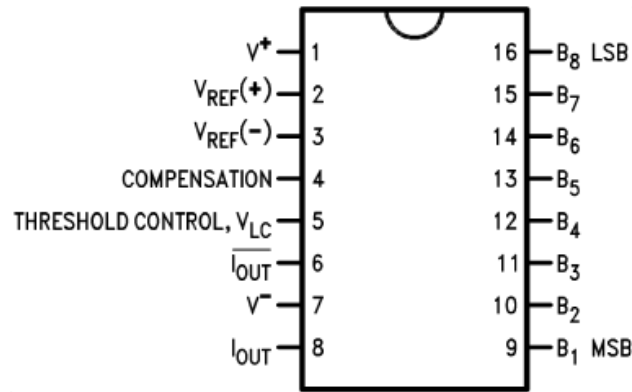 V+ 1 16 B8 LSB
VREF(+) 2 15 B7
VREF(-) 3 14 B6
COMPENSATION 4 13 B5
THRESHOLD CONTROL, VLC 5 12 B4
IOUT 6 11 B3
V- 7 10 B2
IOUT 8 9 B1 MSB